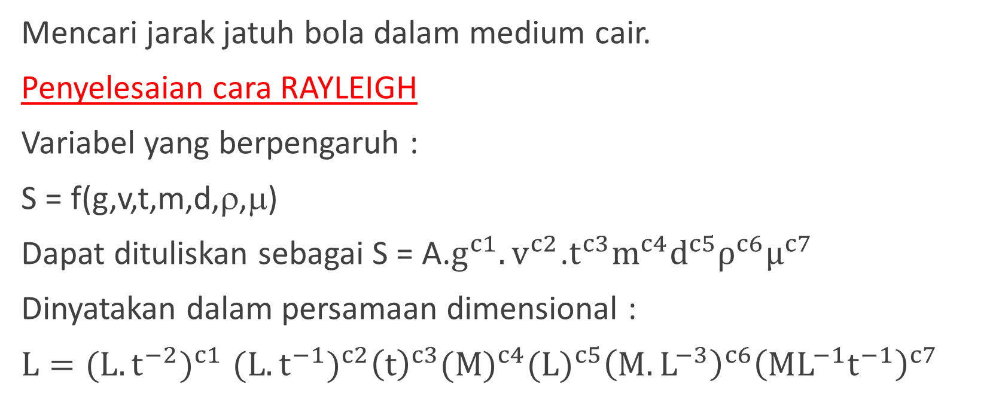 Mencari jarak jatuh bola dalam medium cair.
Penyelesaian cara RAYLEIGH
Variabel yang berpengaruh :
S = f(g,v,t,m,d,ρ,μ)
Dapat dituliskan sebagai S = A.g^c1. v^c2 .t^c3 m^c4 d^c5 ρ^c6 μ^c7
Dinyatakan dalam persamaan dimensional :
L = (L. t^−2)^c1 (L. t^−1)^c2 (t)^c3 (M)^c4 (L)^c5 (M. L^−3)^c6 (ML^−1 t^−1)^c7